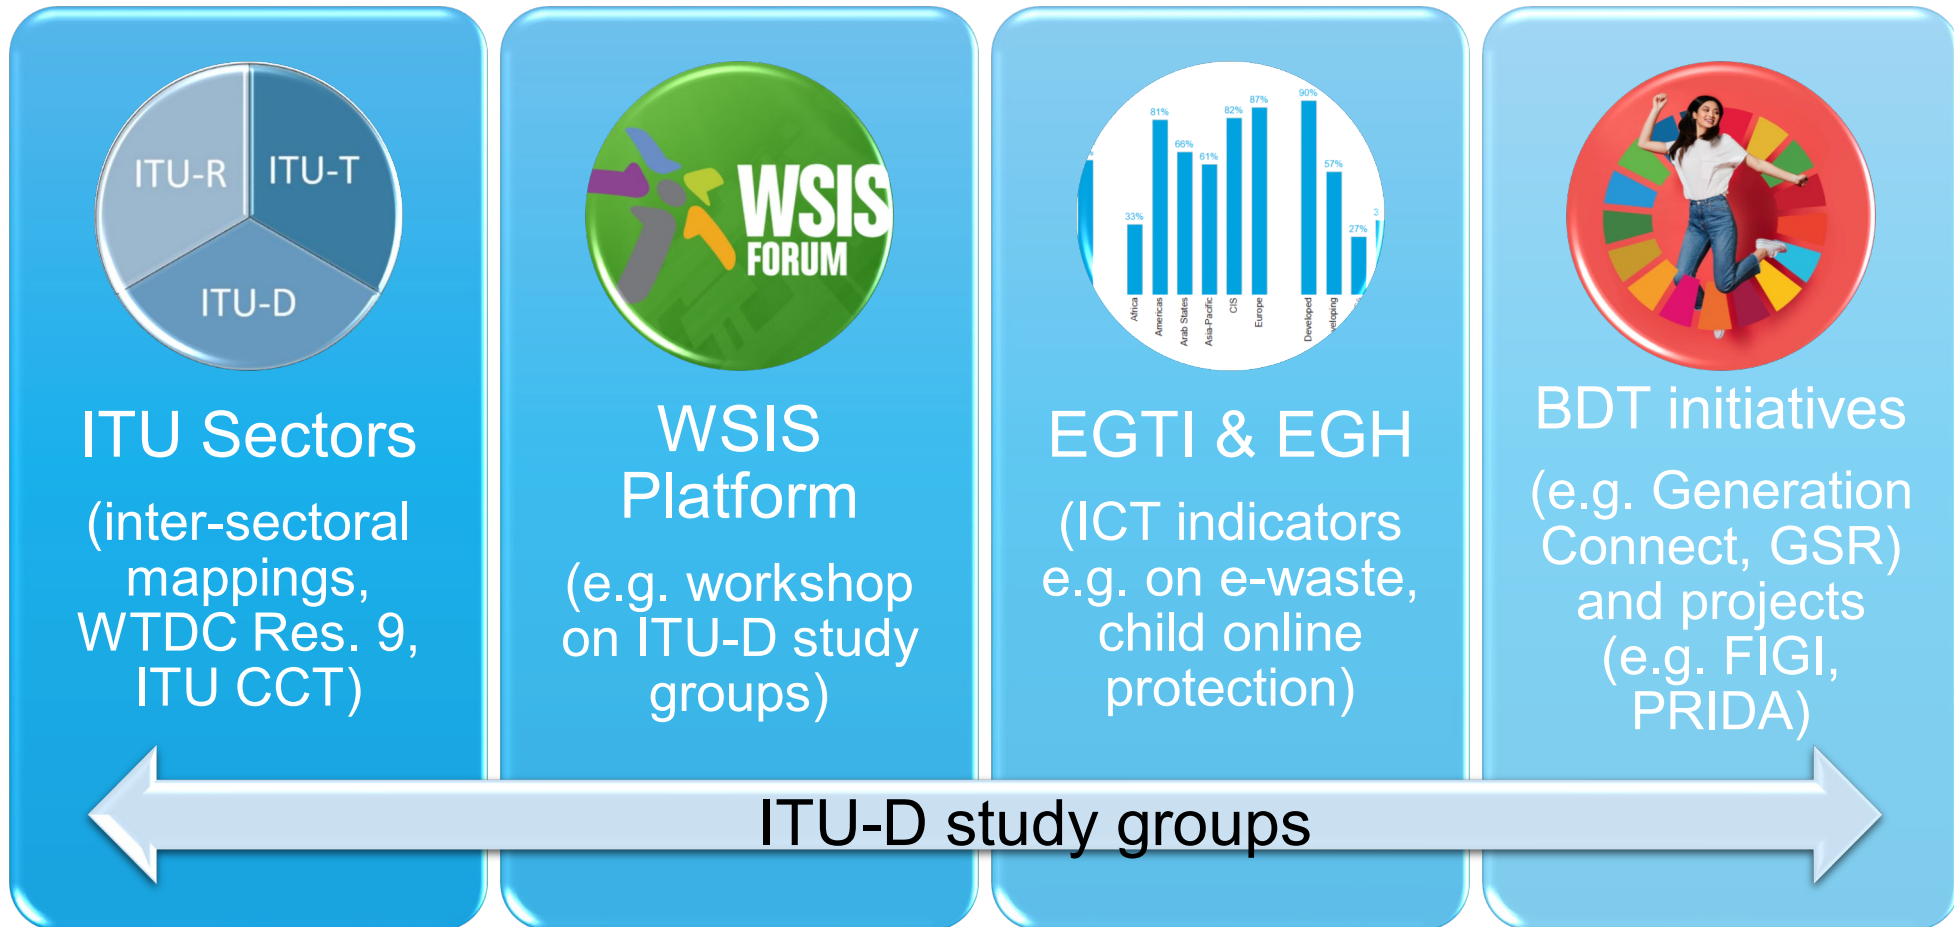 ITU-R
ITU-T
ITU-D
ITU Sectors
(inter-sectoral
mappings,
WTDC Res. 9,
ITU CCT)
WSIS
FORUM
WSIS
Platform
(e.g. workshop
on ITU-D study
groups)
33%
81%
66%
61%
82%
87%
90%
57%
27%
Africa
Americas
Arab States
Asia-Pacific
CIS
Europe
Developed
EGTI & EGH
(ICT indicators
e.g. on e-waste,
child online
protection)
BDT initiatives
(e.g. Generation
Connect, GSR)
and projects
(e.g. FIGI,
PRIDA)
ITU-D study groups